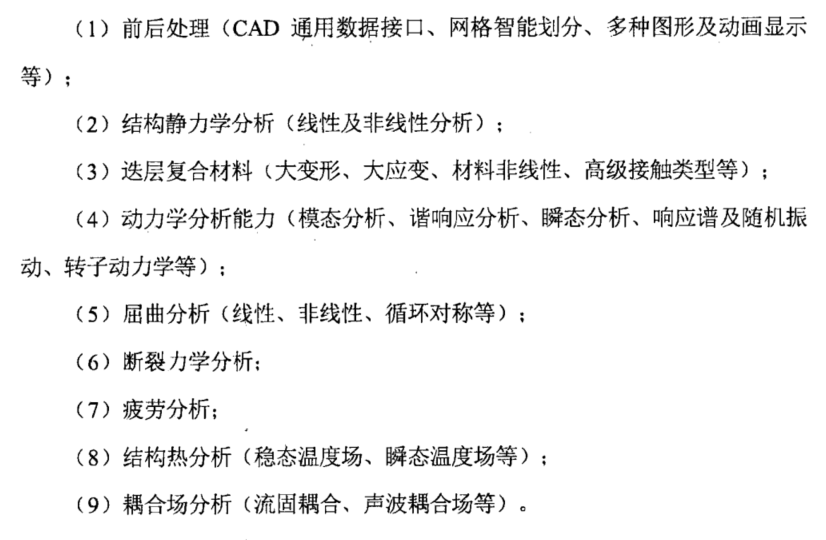 （1）前后处理（CAD 通用数据接口、网格智能划分、多种图形及动画显示
等）；
（2）结构静力学分析（线性及非线性分析）；
（3）迭层复合材料（大变形、大应变、材料非线性、高级接触类型等）；
（4）动力学分析能力（模态分析、谐响应分析、瞬态分析、响应谱及随机振
动、转子动力学等）；
（5）屈曲分析（线性、非线性、循环对称等）；
（6）断裂力学分析；
（7）疲劳分析；
（8）结构热分析（稳态温度场、瞬态温度场等）；
（9）耦合场分析（流固耦合、声波耦合场等）。